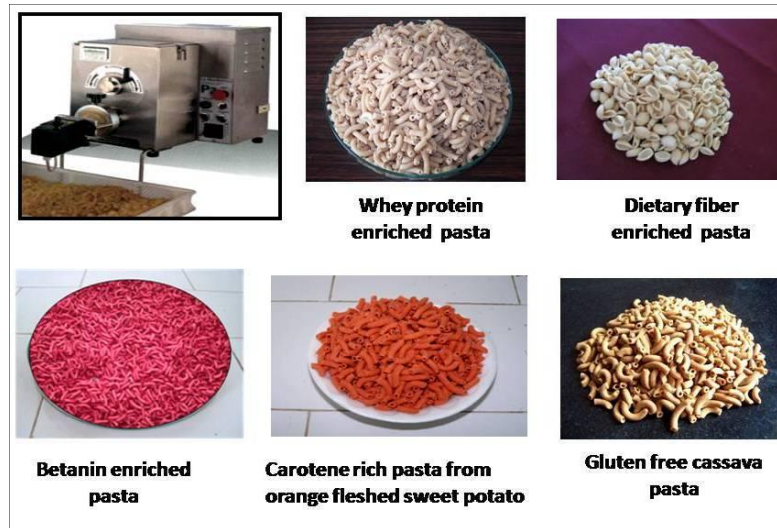 Whey protein
enriched pasta
Dietary fiber
enriched pasta
Betanin enriched
pasta
Carotene rich pasta from
orange fleshed sweet potato
Gluten free cassava
pasta